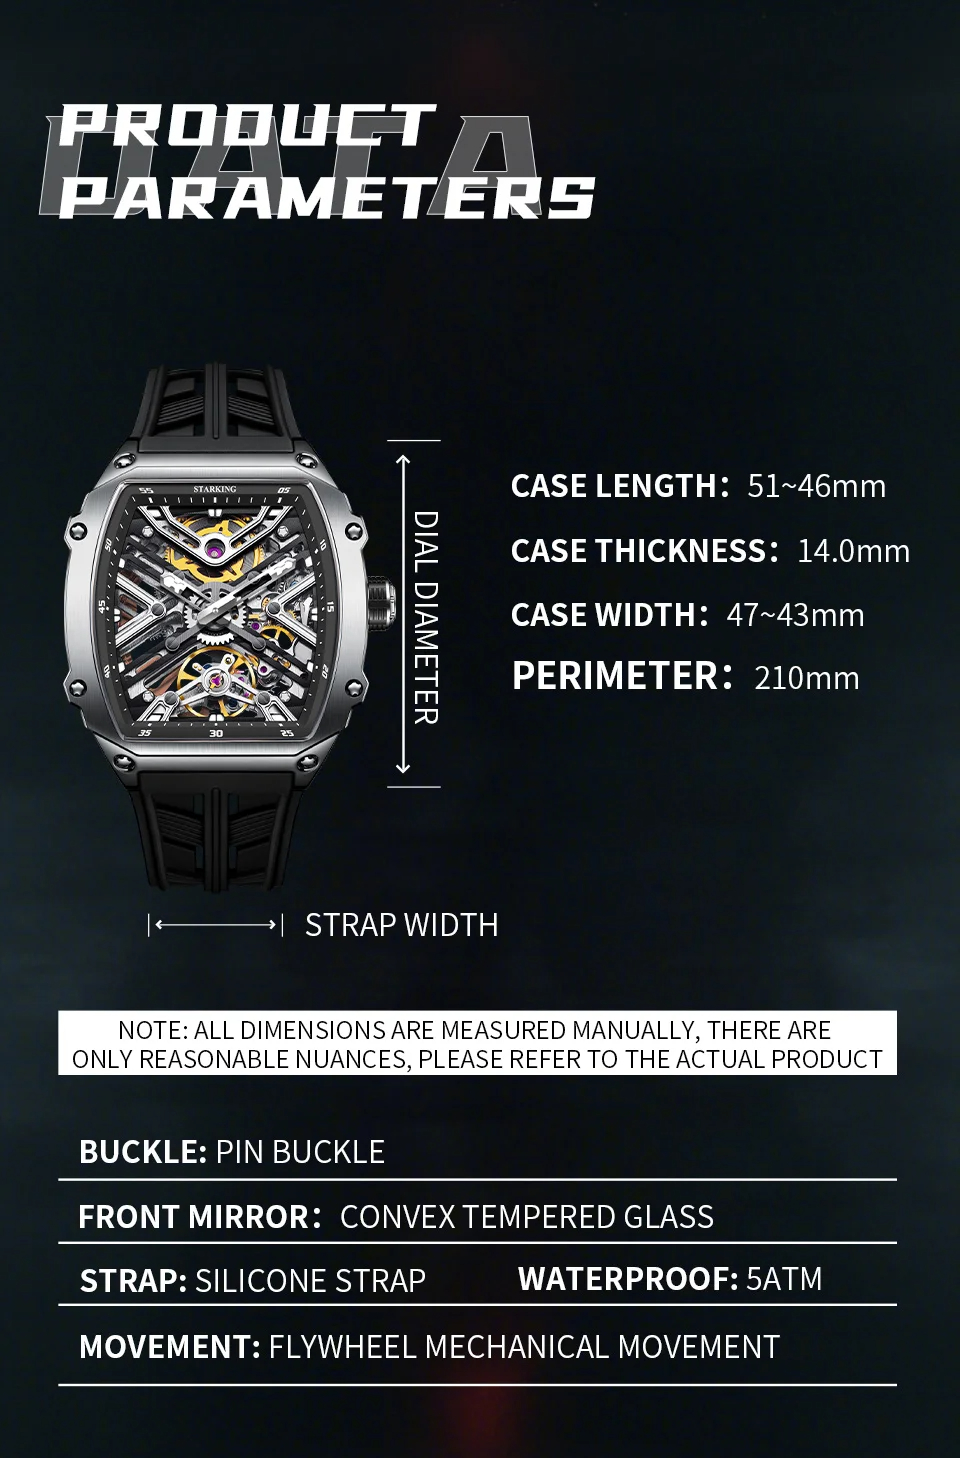 DATA
PRODUCT
PARAMETERS
STARKING
55
05
50
10
45
15
40
20
35
30
25
DIAL DIAMETER
CASE LENGTH： 51~46mm
CASE THICKNESS： 14.0mm
CASE WIDTH： 47~43mm
PERIMETER： 210mm
STRAP WIDTH
NOTE: ALL DIMENSIONS ARE MEASURED MANUALLY, THERE ARE
ONLY REASONABLE NUANCES, PLEASE REFER TO THE ACTUAL PRODUCT
BUCKLE: PIN BUCKLE
FRONT MIRROR： CONVEX TEMPERED GLASS
STRAP: SILICONE STRAP WATERPROOF: 5ATM
MOVEMENT: FLYWHEEL MECHANICAL MOVEMENT